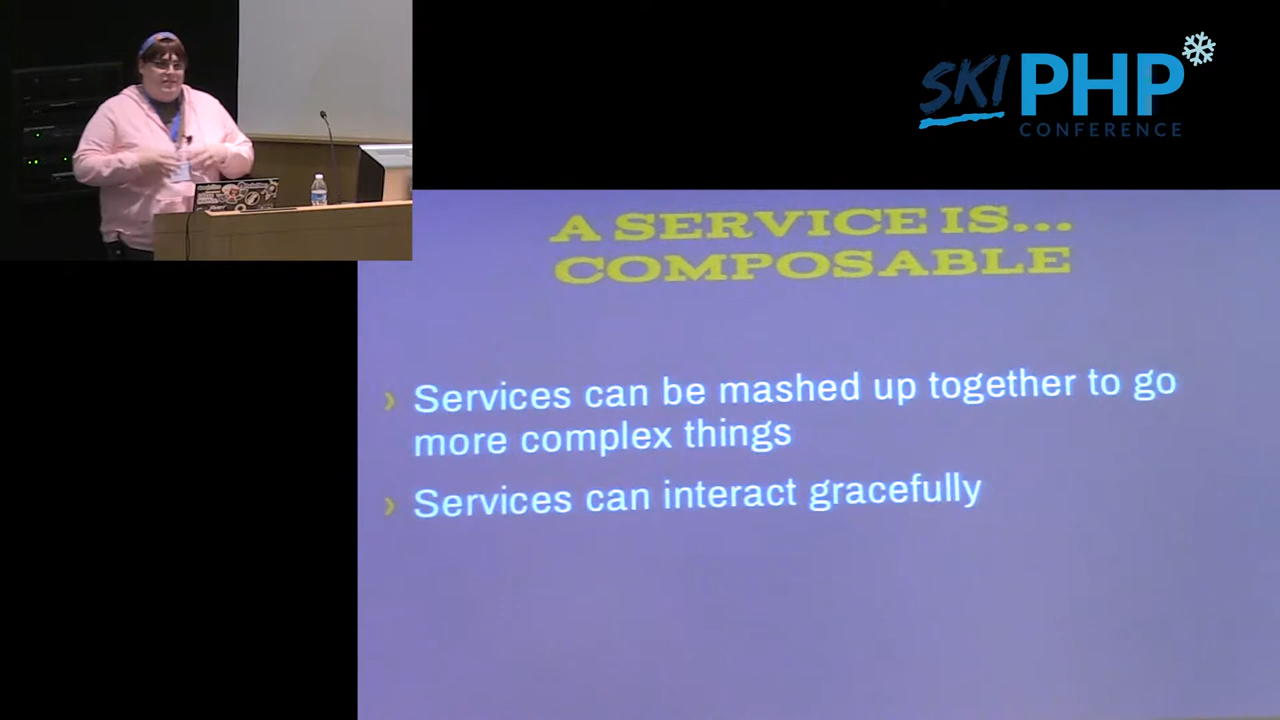 SKI PHP
CONFERENCE
A SERVICE IS...
COMPOSABLE
› Services can be mashed up together to go
more complex things
› Services can interact gracefully